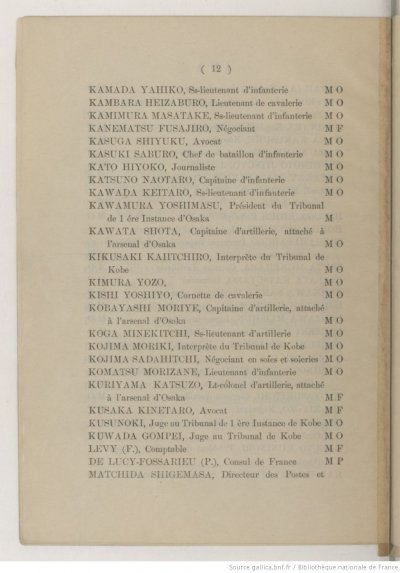 ( 12 )
KAMADA YAHIKO, Ss-lieutenant d'infanterie M O
KAMBARA HEIZABURO, Lieutenant de cavalerie M O
KAMIMURA MASATAKE, Ss-lieutenant d'infanterie M O
KANEMATSU FUSAJIRO, Négociant M F
KASUGA SHIYUKU, Avocat M O
KASUKI SABURO, Chef de bataillon d'infanterie M O
KATO HIYOKO, Journaliste M O
KATSUNO NAOTARO, Capitaine d'infanterie M O
KAWADA KEITARO, Ss-lieutenant d'infanterie M O
KAWAMURA YOSHIMASU, Président du Tribunal
de 1 ére Instance d'Osaka M
KAWATA SHOTA, Capitaine d'artillerie, attaché à
l'arsenal d'Osaka M O
KIKUSAKI KAHTCHIRO, Interprête du Tribunal de
Kobe M O
KIMURA YOZO, M O
KISHI YOSHIYO, Cornette de cavalerie M O
KOBAYASHI MORIYE, Capitaine d'artillerie, attaché
à l'arsenal d'Osaka M O
KOGA MINEKITCHI, Ss-lieutenant d'artillerie M O
KOJIMA MORIKI, Interprête du Tribunal de Kobe M O
KOJIMA SADAHITCHI, Négociant en soies et soieries M O
KOMATSU MORIZANE, Lieutenant d'infanterie M O
KURIYAMA KATSUZO, Lt-colonel d'artillerie, attaché
à l'arsenal d'Osaka M F
KUSAKA KINETARO, Avocat M F
KUSUNOKI, Juge au Tribunal de 1 ère Instance de Kobe M O
KUWADA GOMPEI, Juge au Tribunal de Kobe M O
LEVY (F.), Comptable M F
DE LUCY-FOSSARIEU (P.), Consul de France M P
MATCHIDA SHIGEMASA, Directeur des Postes et
Source gallica.bnf.fr / Bibliothèque nationale de France